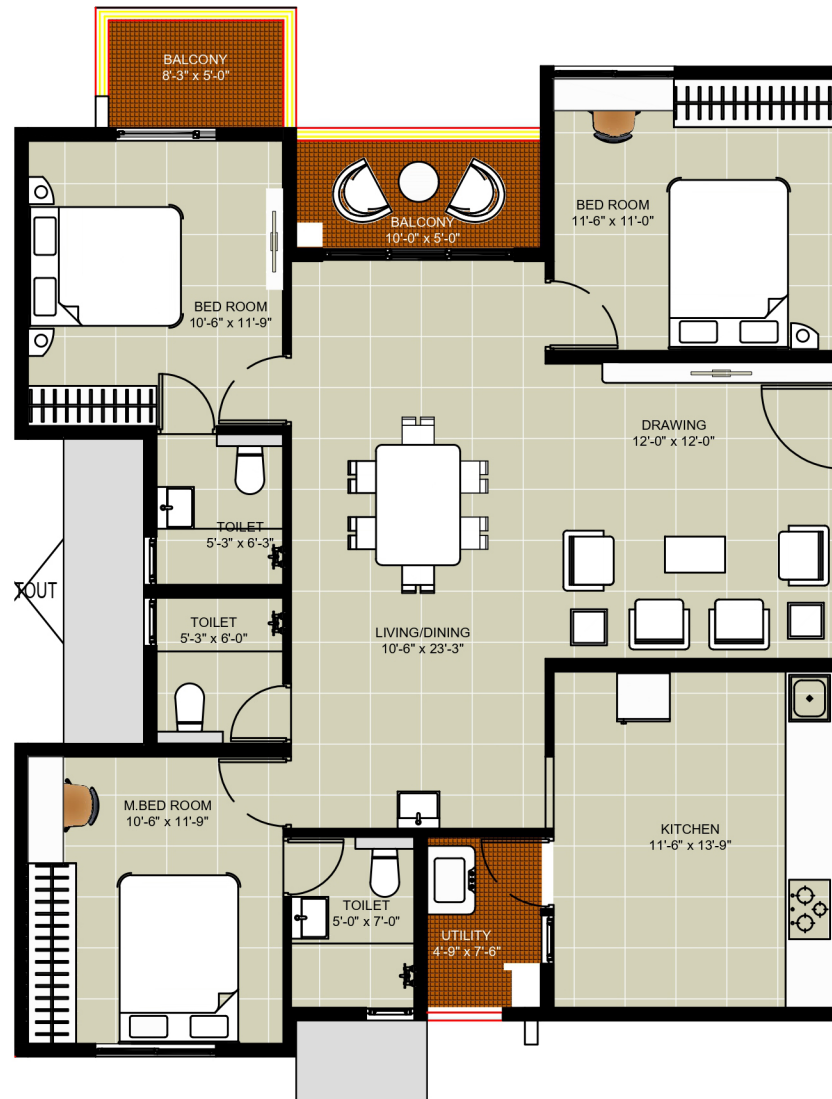 BALCONY
8'-3" x 5'-0"
BALCONY
10'-0" x 5'-0"
BED ROOM
11'-6" x 11'-0"
BED ROOM
10'-6" x 11'-9"
DRAWING
12'-0" x 12'-0"
TOILET
5'-3" x 6'-3"
TOUT
TOILET
5'-3" x 6'-0"
LIVING/DINING
10'-6" x 23'-3"
M.BED ROOM
10'-6" x 11'-9"
KITCHEN
11'-6" x 13'-9"
TOILET
5'-0" x 7'-0"
UTILITY
4'-9" x 7'-6"